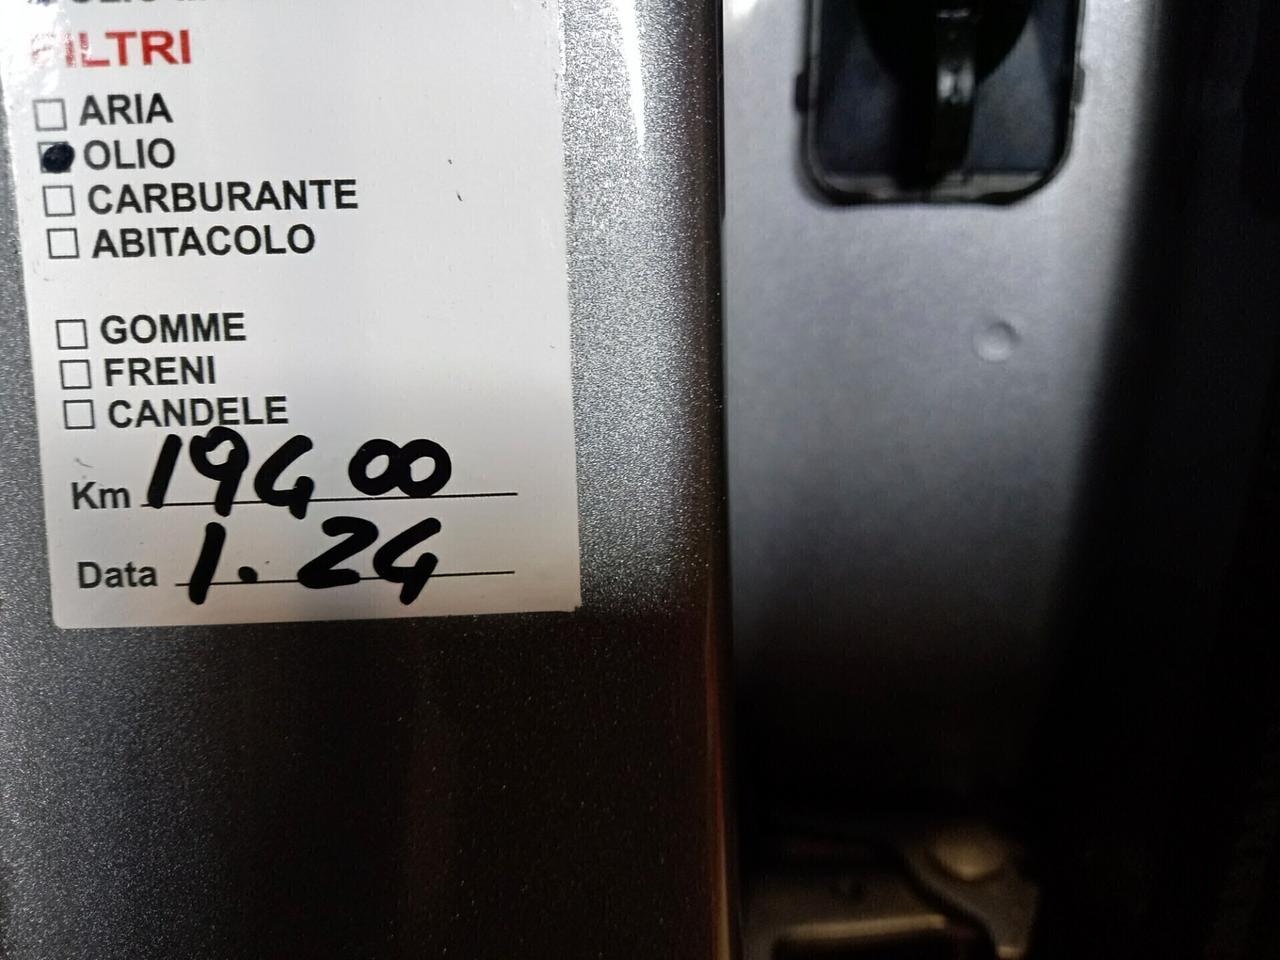 FILTRI
ARIA
OLIO
CARBURANTE
ABITACOLO
GOMME
FRENI
CANDELE
Km 194 00
Data 1. 24